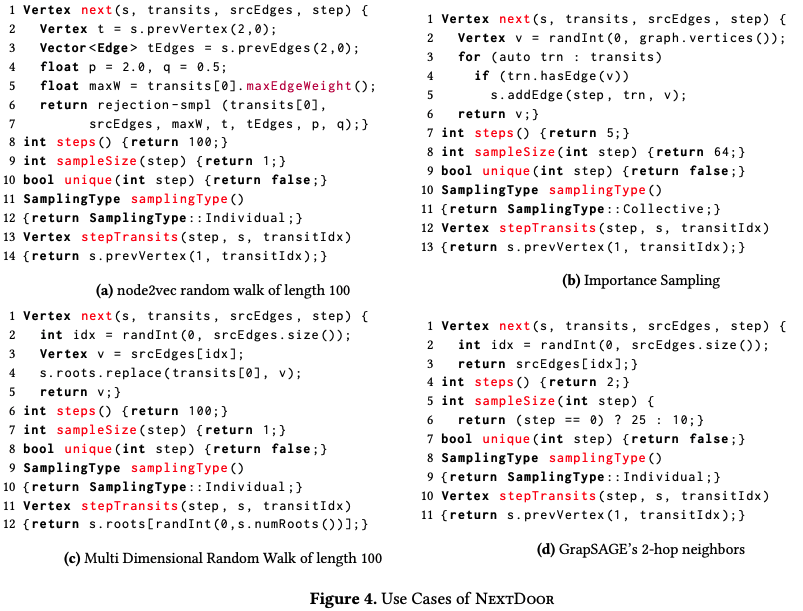 1 Vertex next(s, transits, srcEdges, step) {
2 Vertex t = s.prevVertex(2,0);
3 Vector<Edge> tEdges = s.prevEdges(2,0);
4 float p = 2.0, q = 0.5;
5 float maxW = transits[0].maxEdgeWeight();
6 return rejection-smpl (transits[0],
7 srcEdges, maxW, t, tEdges, p, q);}
8 int steps() {return 100;}
9 int sampleSize(step) {return 1;}
10 bool unique(int step) {return false;}
11 SamplingType samplingType()
12 {return SamplingType::Individual;}
13 Vertex stepTransits(step, s, transitIdx)
14 {return s.prevVertex(1, transitIdx);}
(a) node2vec random walk of length 100
1 Vertex next(s, transits, srcEdges, step) {
2 Vertex v = randInt(0, graph.vertices());
3 for (auto trn : transits)
4 if (trn.hasEdge(v))
5 s.addEdge(step, trn, v);
6 return v;}
7 int steps() {return 5;}
8 int sampleSize(int step) {return 64;}
9 bool unique(int step) {return false;}
10 SamplingType samplingType()
11 {return SamplingType::Collective;}
12 Vertex stepTransits(step, s, transitIdx)
13 {return s.prevVertex(1, transitIdx);}
(b) Importance Sampling
1 Vertex next(s, transits, srcEdges, step) {
2 int idx = randInt(0, srcEdges.size());
3 Vertex v = srcEdges[idx];
4 s.roots.replace(transits[0], v);
5 return v;}
6 int steps() {return 100;}
7 int sampleSize(step) {return 1;}
8 bool unique(int step) {return false;}
9 SamplingType samplingType()
10 {return SamplingType::Individual;}
11 Vertex stepTransits(step, s, transitIdx)
12 {return s.roots[randInt(0,s.numRoots())];}
(c) Multi Dimensional Random Walk of length 100
1 Vertex next(s, transits, srcEdges, step) {
2 int idx = randInt(0, srcEdges.size());
3 return srcEdges[idx];}
4 int steps() {return 2;}
5 int sampleSize(int step) {
6 return (step == 0) ? 25 : 10;}
7 bool unique(int step) {return false;}
8 SamplingType samplingType()
9 {return SamplingType::Individual;}
10 Vertex stepTransits(step, s, transitIdx)
11 {return s.prevVertex(1, transitIdx);}
(d) GrapSAGE's 2-hop neighbors
Figure 4. Use Cases of NextDoor